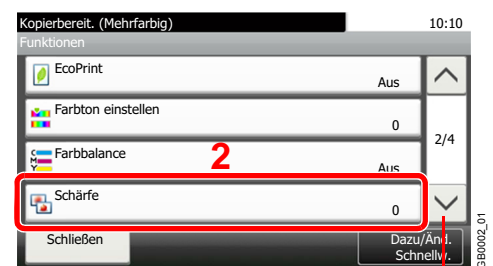 Kopierbereit. (Mehrfarbig) 10:10
Funktionen
EcoPrint
Aus
Farbton einstellen
0
2/4
C
M
Y
Farbbalance
2
Aus
Schärfe
0
Schließen
Dazu/Änd.
Schnellw.
GB0002_01